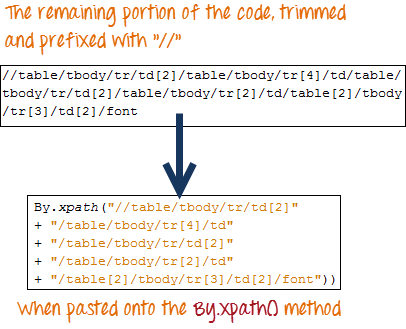 The remaining portion of the code, trimmed
and prefixed with "//"
//table/tbody/tr/td[2]/table/tbody/tr[4]/td/table/
tbody/tr/td[2]/table/tbody/tr[2]/td/table[2]/tbody
/tr[3]/td[2]/font
By.xpath("//table/tbody/tr/td[2]"
+ "/table/tbody/tr[4]/td"
+ "/table/tbody/tr/td[2]"
+ "/table/tbody/tr[2]/td"
+ "/table[2]/tbody/tr[3]/td[2]/font"))
When pasted onto the By.xpath() method